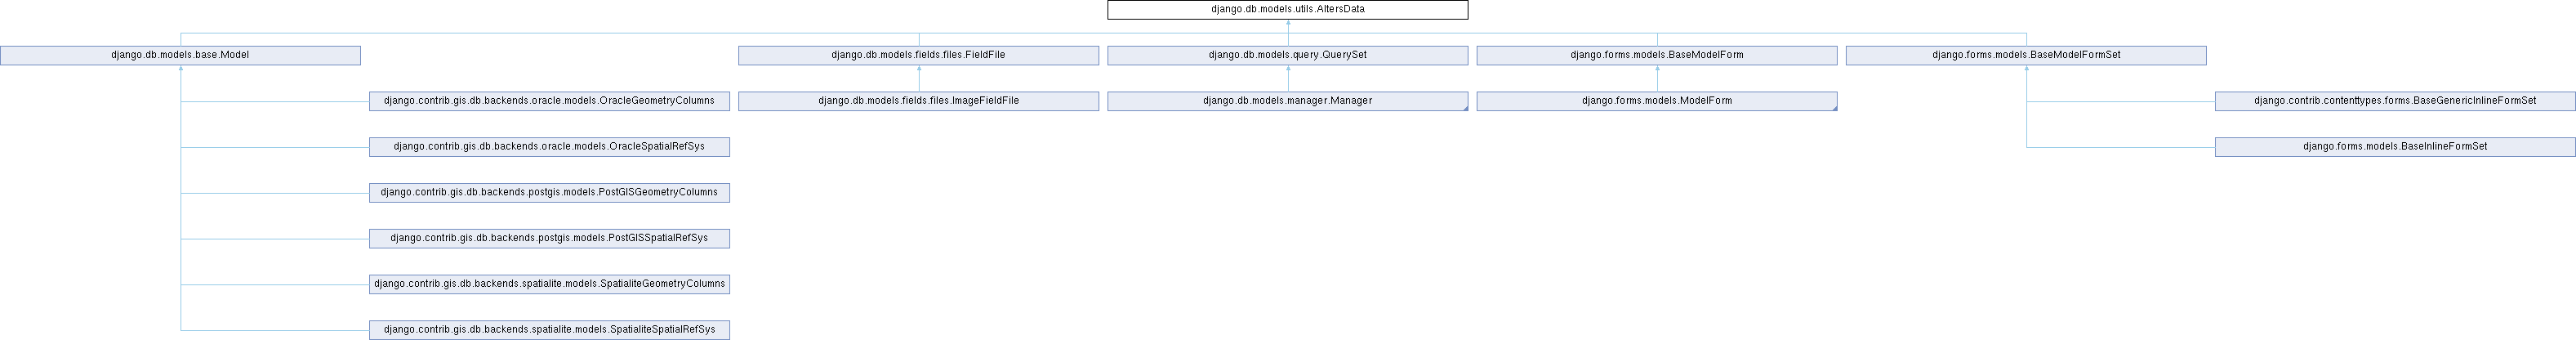 django.db.models.utils.AltersData
django.db.models.base.Model
django.db.models.fields.files.FieldFile
django.db.models.query.QuerySet
django.forms.models.BaseModelForm
django.forms.models.BaseModelFormSet
django.contrib.gis.db.backends.oracle.models.OracleGeometryColumns
django.db.models.fields.files.ImageFieldFile
django.db.models.manager.Manager
django.forms.models.ModelForm
django.contrib.contenttypes.forms.BaseGenericInlineFormSet
django.contrib.gis.db.backends.oracle.models.OracleSpatialRefSys
django.forms.models.BaseInlineFormSet
django.contrib.gis.db.backends.postgis.models.PostGISGeometryColumns
django.contrib.gis.db.backends.postgis.models.PostGISSpatialRefSys
django.contrib.gis.db.backends.spatialite.models.SpatialiteGeometryColumns
django.contrib.gis.db.backends.spatialite.models.SpatialiteSpatialRefSys